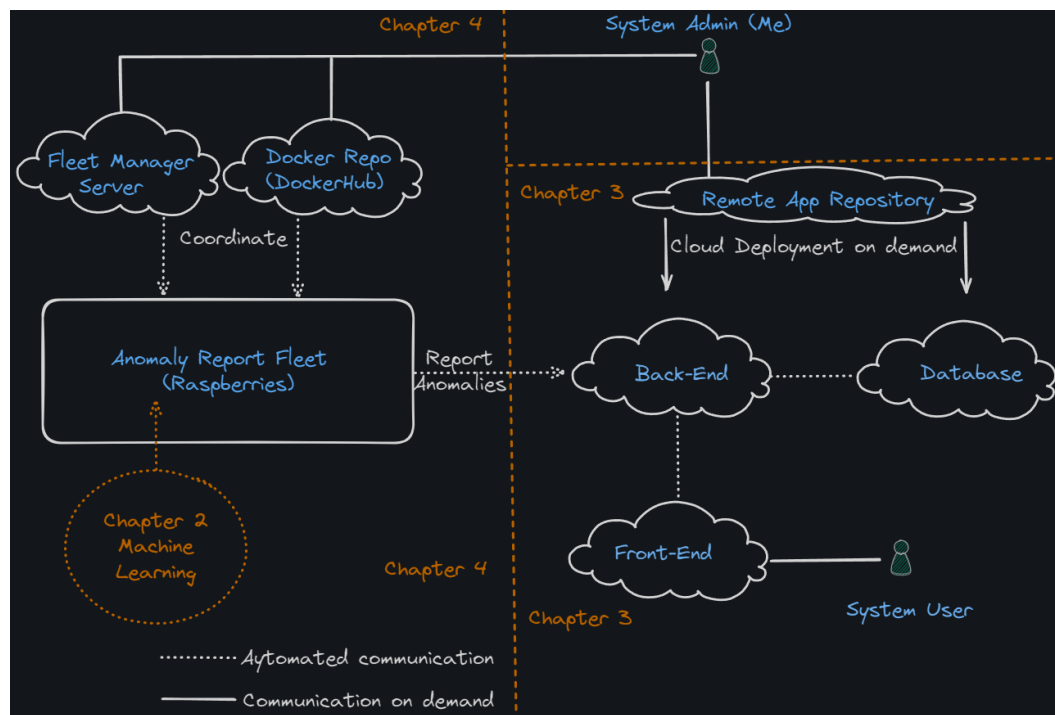 Chapter 4
System Admin (Me)
Fleet Manager
Server
Docker Repo
(DockerHub)
Chapter 3
Remote App Repository
Coordinate
Cloud Deployment on demand
Anomaly Report Fleet
(Raspberries)
Report
Anomalies
Back-End
Database
Chapter 2
Machine
Learning
Front-End
Chapter 4
System User
Chapter 3
Aytomated communication
Communication on demand